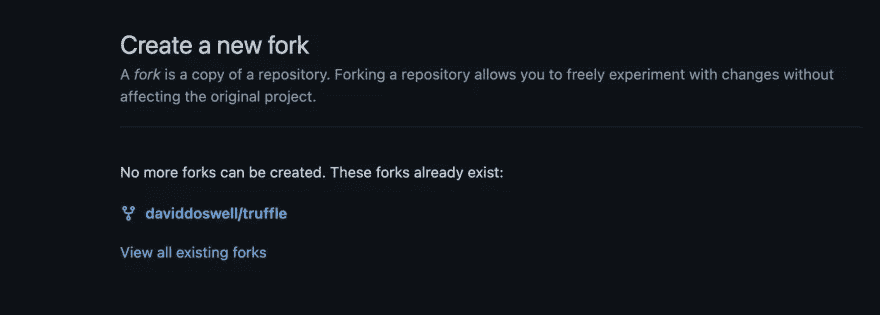 Create a new fork
A fork is a copy of a repository. Forking a repository allows you to freely experiment with changes without
affecting the original project.
No more forks can be created. These forks already exist:
daviddoswell/truffle
View all existing forks